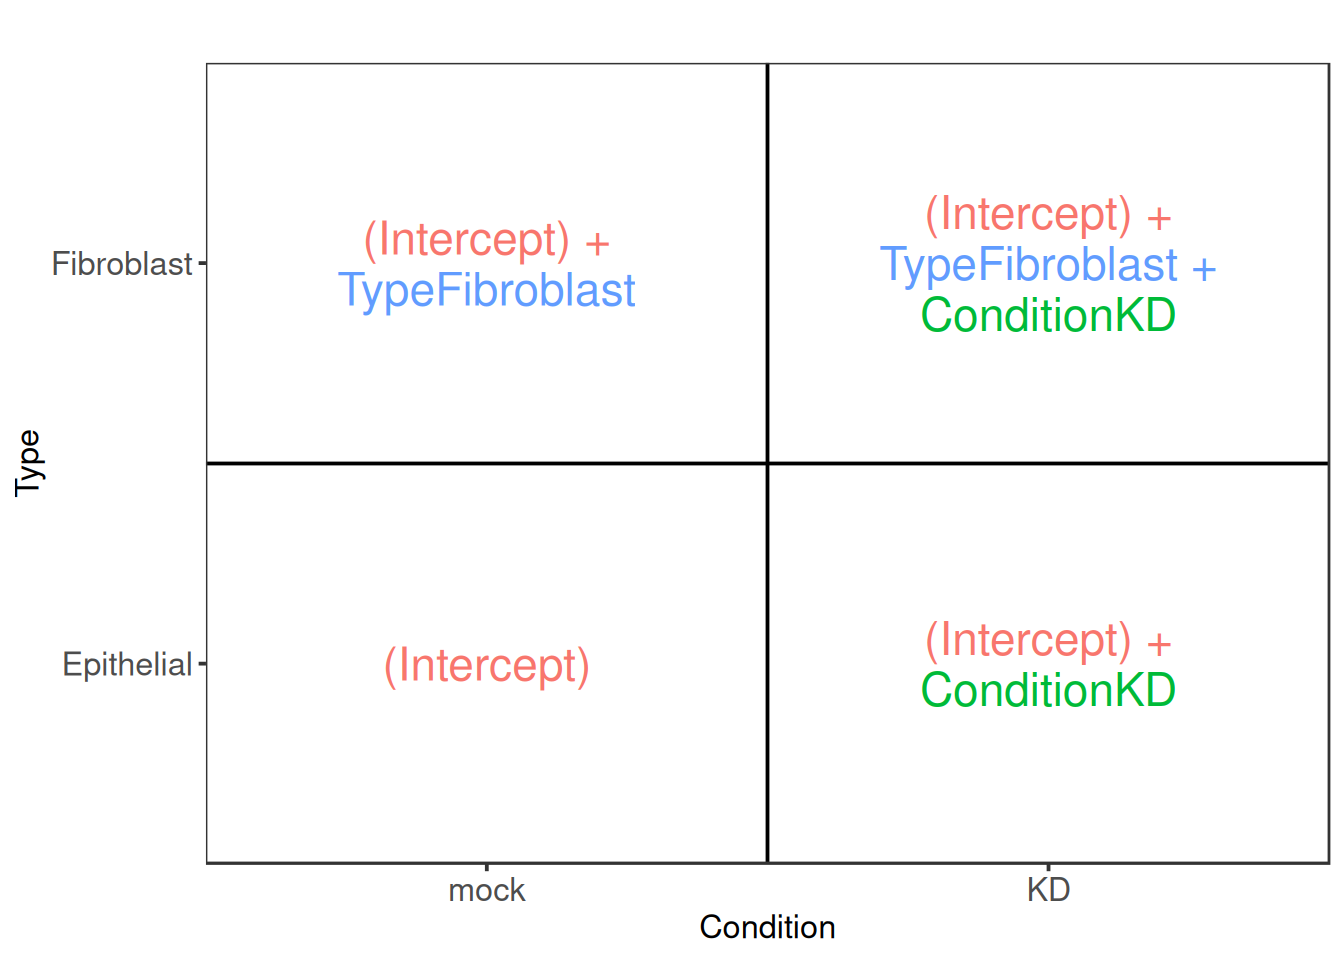 Type
Fibroblast
(Intercept) +
TypeFibroblast
(Intercept) +
TypeFibroblast +
ConditionKD
Epithelial
(Intercept)
(Intercept) +
ConditionKD
mock
KD
Condition